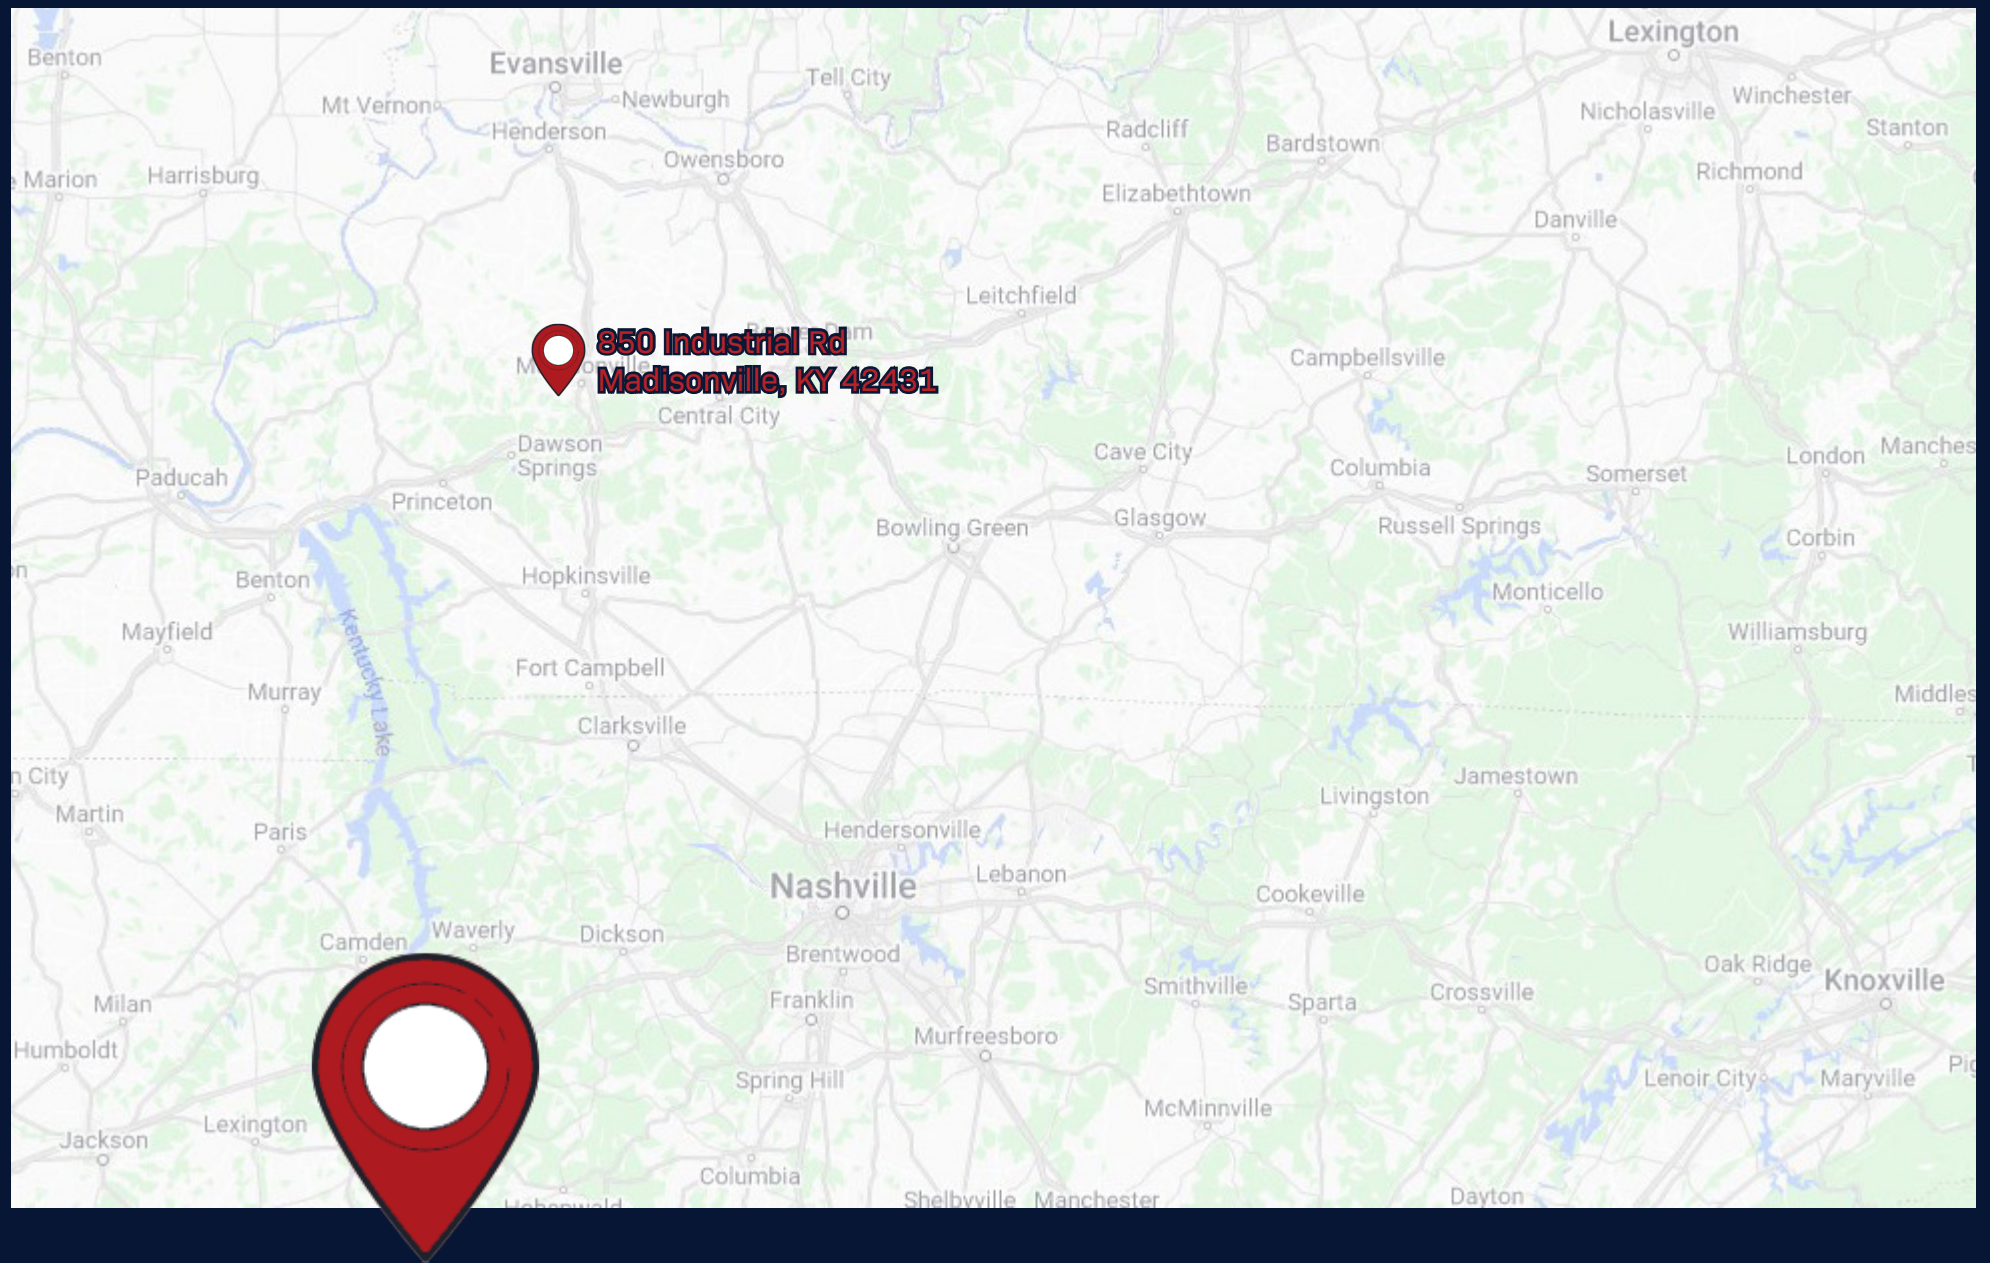 Lexington
Benton
Evansville
Tell City
Mt Vernon
Newburgh
Winchester
Nicholasville
Henderson
Radcliff
Bardstown
Stanton
Owensboro
Marion
Harrisburg
Richmond
Elizabethtown
Danville
Leitchfield
850 Industrial Rd
Madisonville, KY 42431
Campbellsville
Central City
Dawson
Springs
Cave City
Manches
London
Columbia
Somerset
Paducah
Princeton
Bowling Green
Glasgow
Russell Springs
Corbin
Benton
Hopkinsville
Monticello
Mayfield
Williamsburg
Kentucky Lake
Fort Campbell
Murray
Middles
Clarksville
n City
Jamestown
Livingston
Martin
Paris
Hendersonville
Lebanon
Nashville
Cookeville
Waverly
Dickson
Camden
Brentwood
Oak Ridge
Knoxville
Smithville
Crossville
Milan
Franklin
Sparta
Murfreesboro
Humboldt
Pig
Spring Hill
Lenoir City
Maryville
McMinnville
Lexington
Jackson
Columbia
Dayton
Shelbyville
Manchester